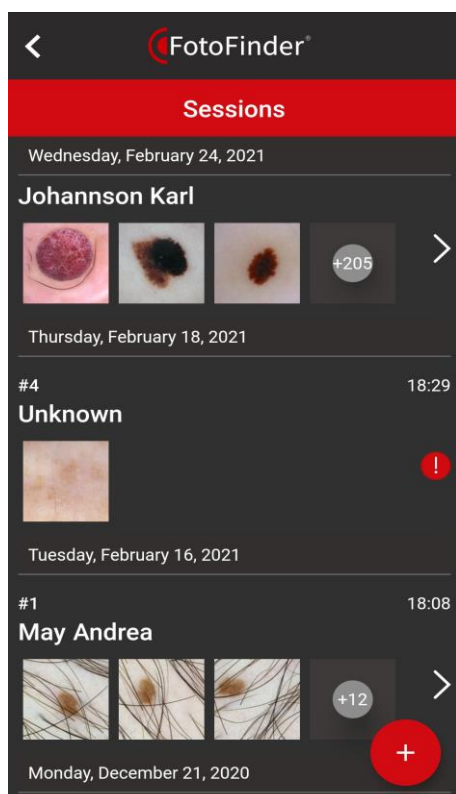 FotoFinder®
Sessions
Wednesday, February 24, 2021
Johannson Karl
+205
Thursday, February 18, 2021
#4 18:29
Unknown
!
Tuesday, February 16, 2021
#1 18:08
May Andrea
+12
+
Monday, December 21, 2020